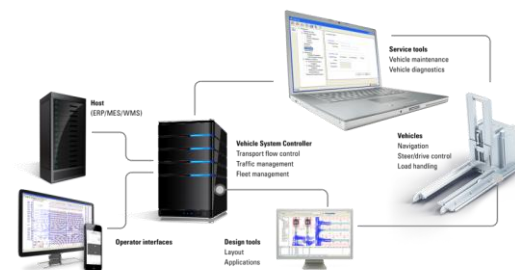 Service tools
Vehicle maintenance
Vehicle diagnostics
Host
(ERP/MES/WMS)
Vehicle System Controller
Transport flow control
Traffic management
Fleet management
Vehicles
Navigation
Steer/drive control
Load handling
Operator interfaces
Design tools
Layout
Applications